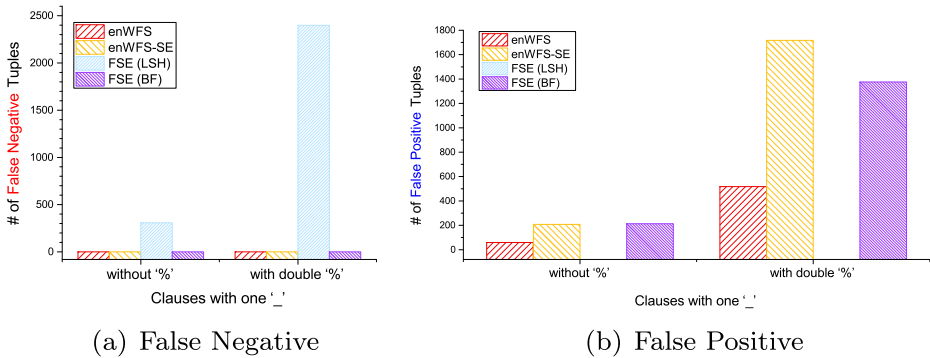 2500
2000
1500
1000
500
0
# of False Negative Tuples
enWFS
enWFS-SE
FSE (LSH)
FSE (BF)
without ‘%’
with double ‘%’
Clauses with one ‘_’
(a) False Negative
1800
1600
1400
1200
1000
800
600
400
200
0
# of False Positive Tuples
enWFS
enWFS-SE
FSE (LSH)
FSE (BF)
without ‘%’
with double ‘%’
Clauses with one ‘_’
(b) False Positive